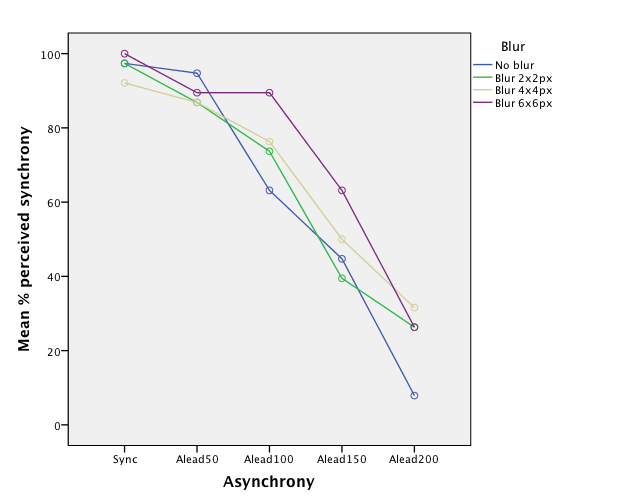 Blur
No blur
Blur 2x2px
Blur 4x4px
Blur 6x6px
Mean % perceived synchrony
100
80
60
40
20
0
Sync Alead50 Alead100 Alead150 Alead200
Asynchrony